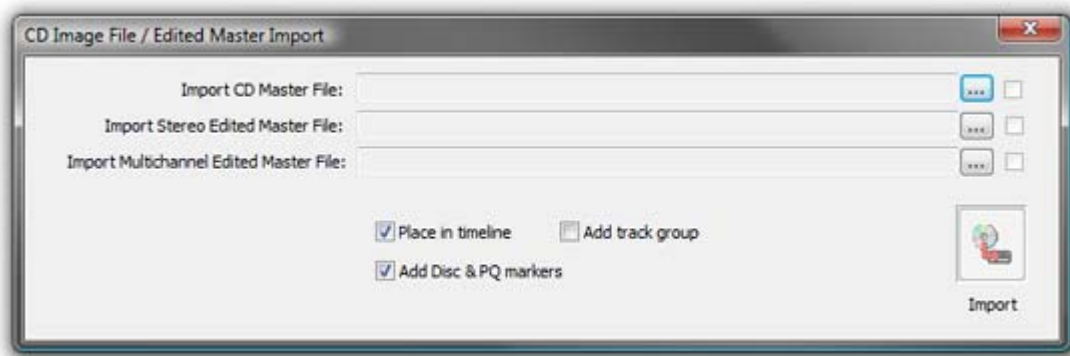 CD Image File / Edited Master Import
Import CD Master File:
...
Import Stereo Edited Master File:
...
Import Multichannel Edited Master File:
...
Place in timeline
Add track group
Add Disc & PQ markers
Import